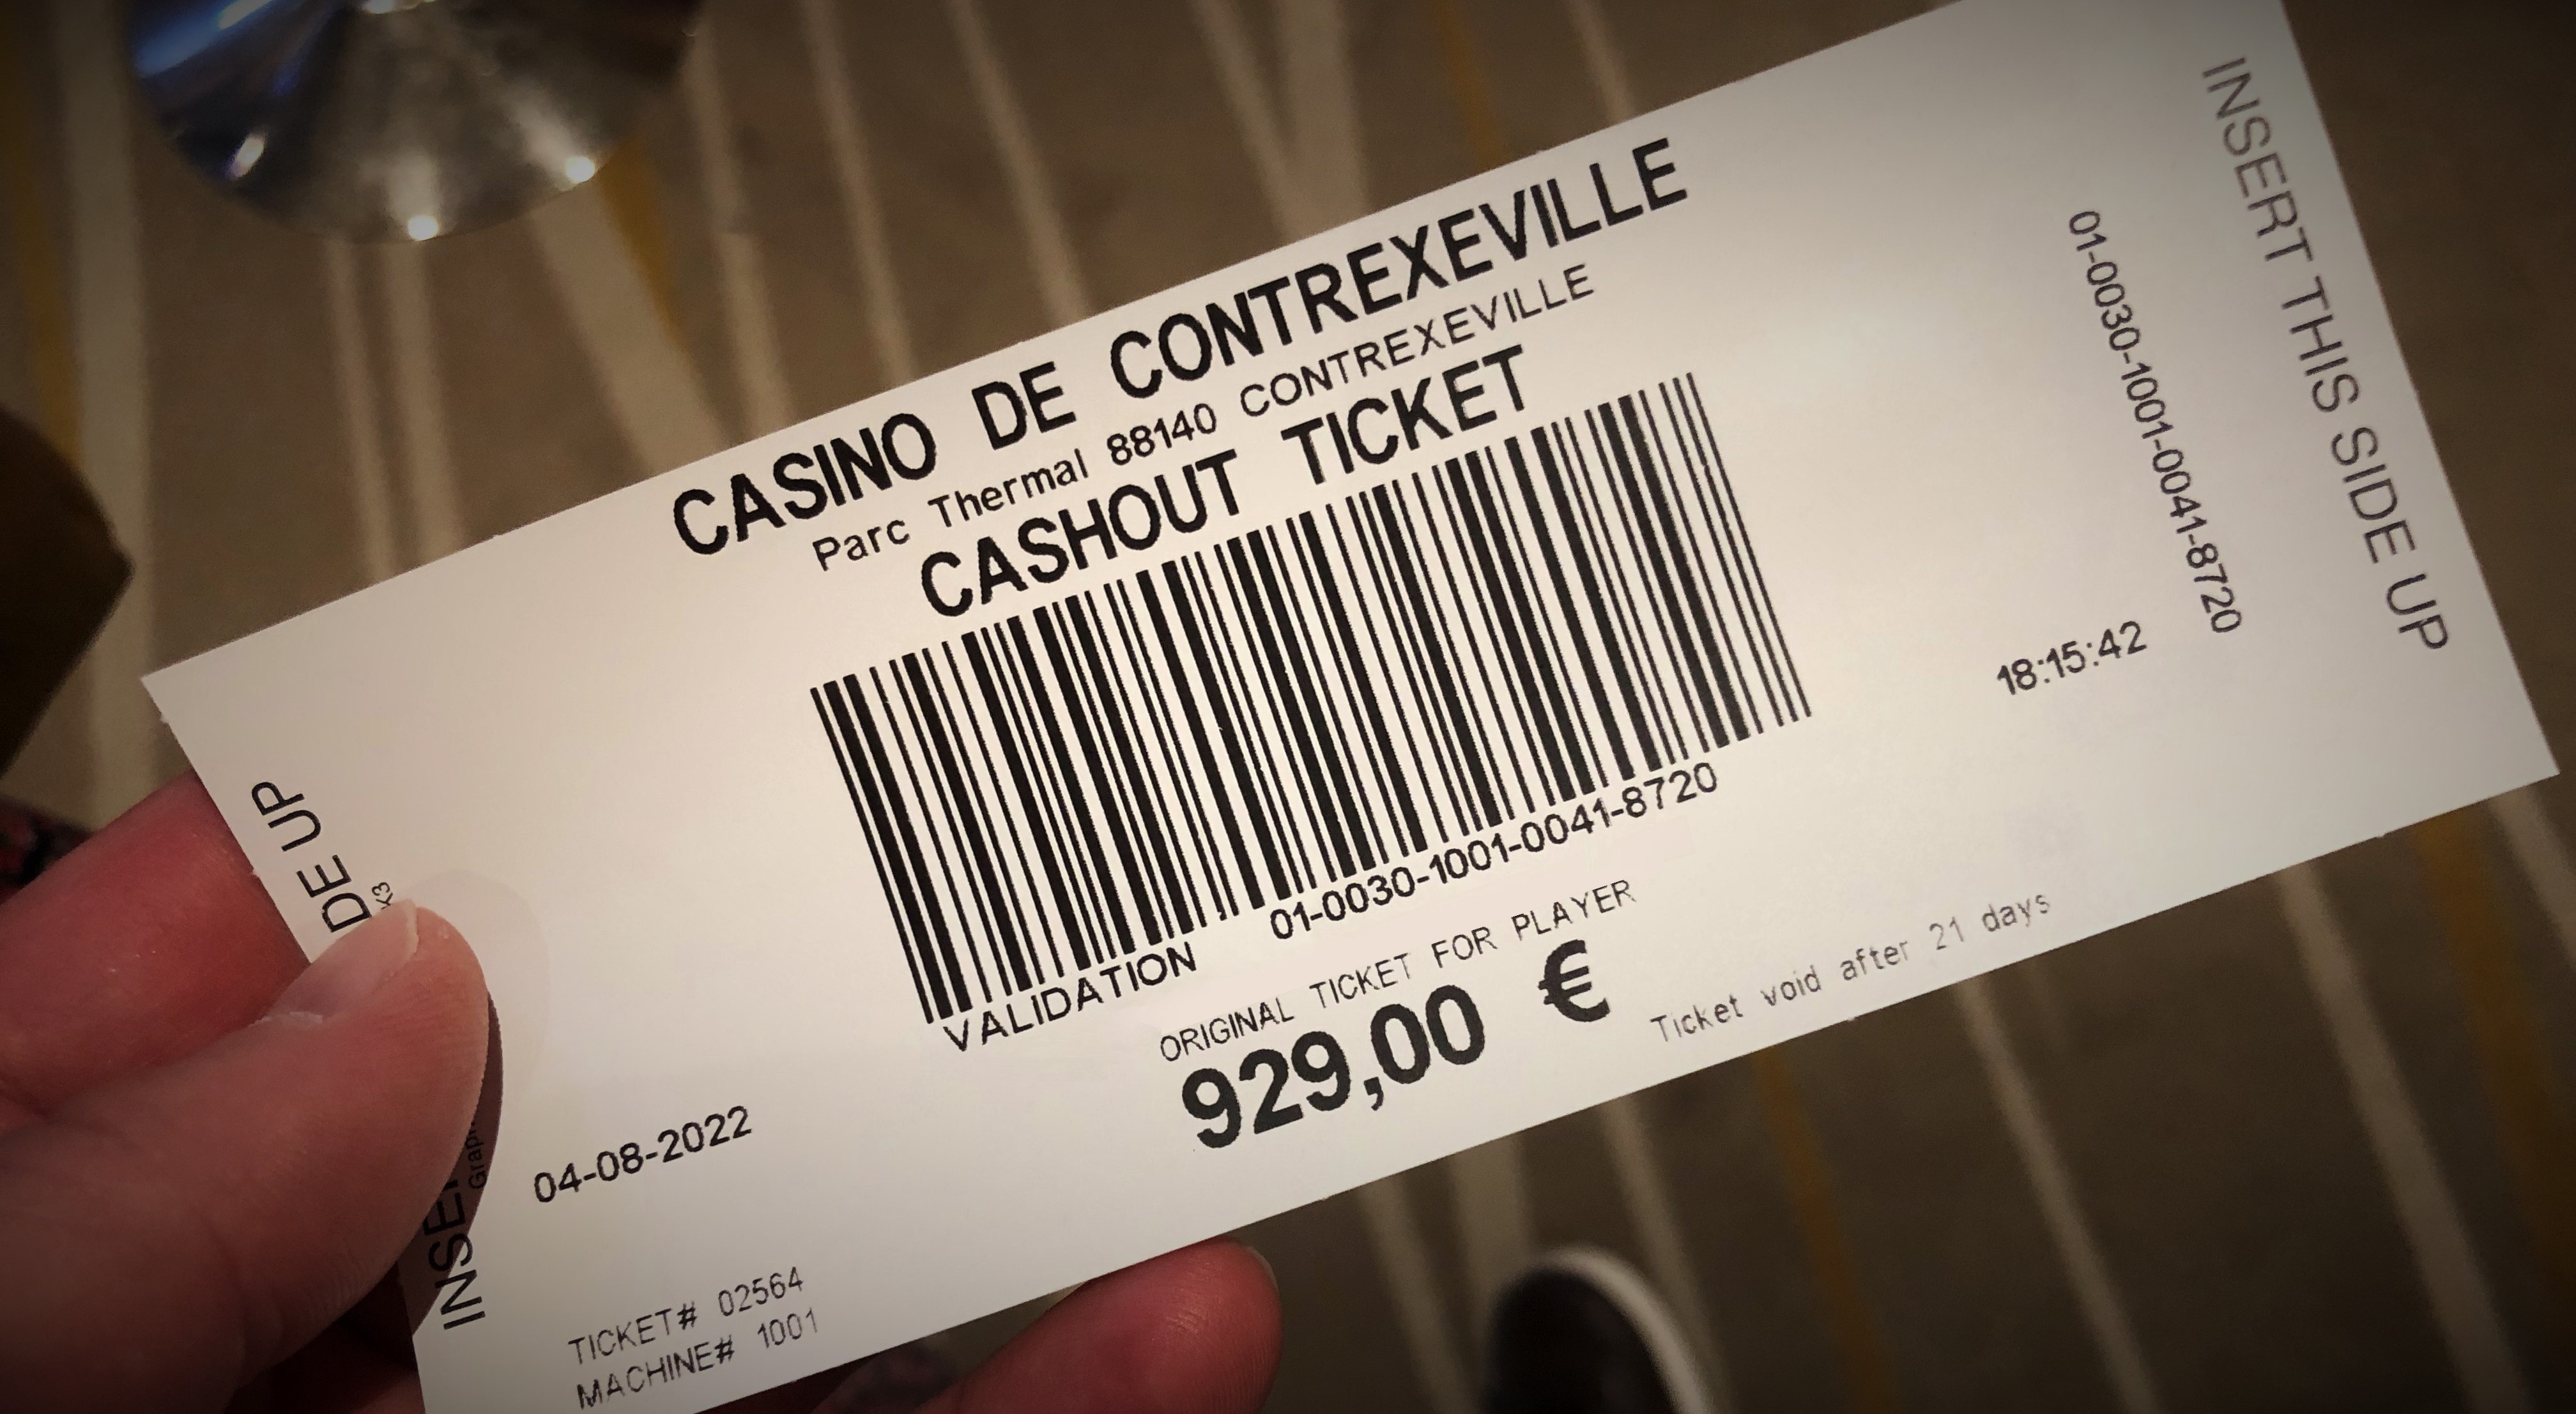 CASINO DE CONTREXEVILLE
Parc Thermal 88140 CONTREXEVILLE
CASHOUT TICKET
VALIDATION 01-0030-1001-0041-8720
ORIGINAL TICKET FOR PLAYER
04-08-2022
18:15:42
929,00 €
Ticket void after 21 days
TICKET# 02564
MACHINE# 1001
01-0030-1001-0041-8720
INSERT THIS SIDE UP
DE UP